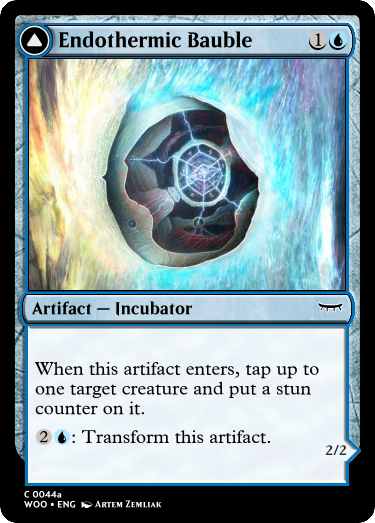 Endothermic Bauble 1
Artifact — Incubator
When this artifact enters, tap up to
one target creature and put a stun
counter on it.
2 : Transform this artifact.
2/2
C 0044a
WOO • ENG Artem Zemliak